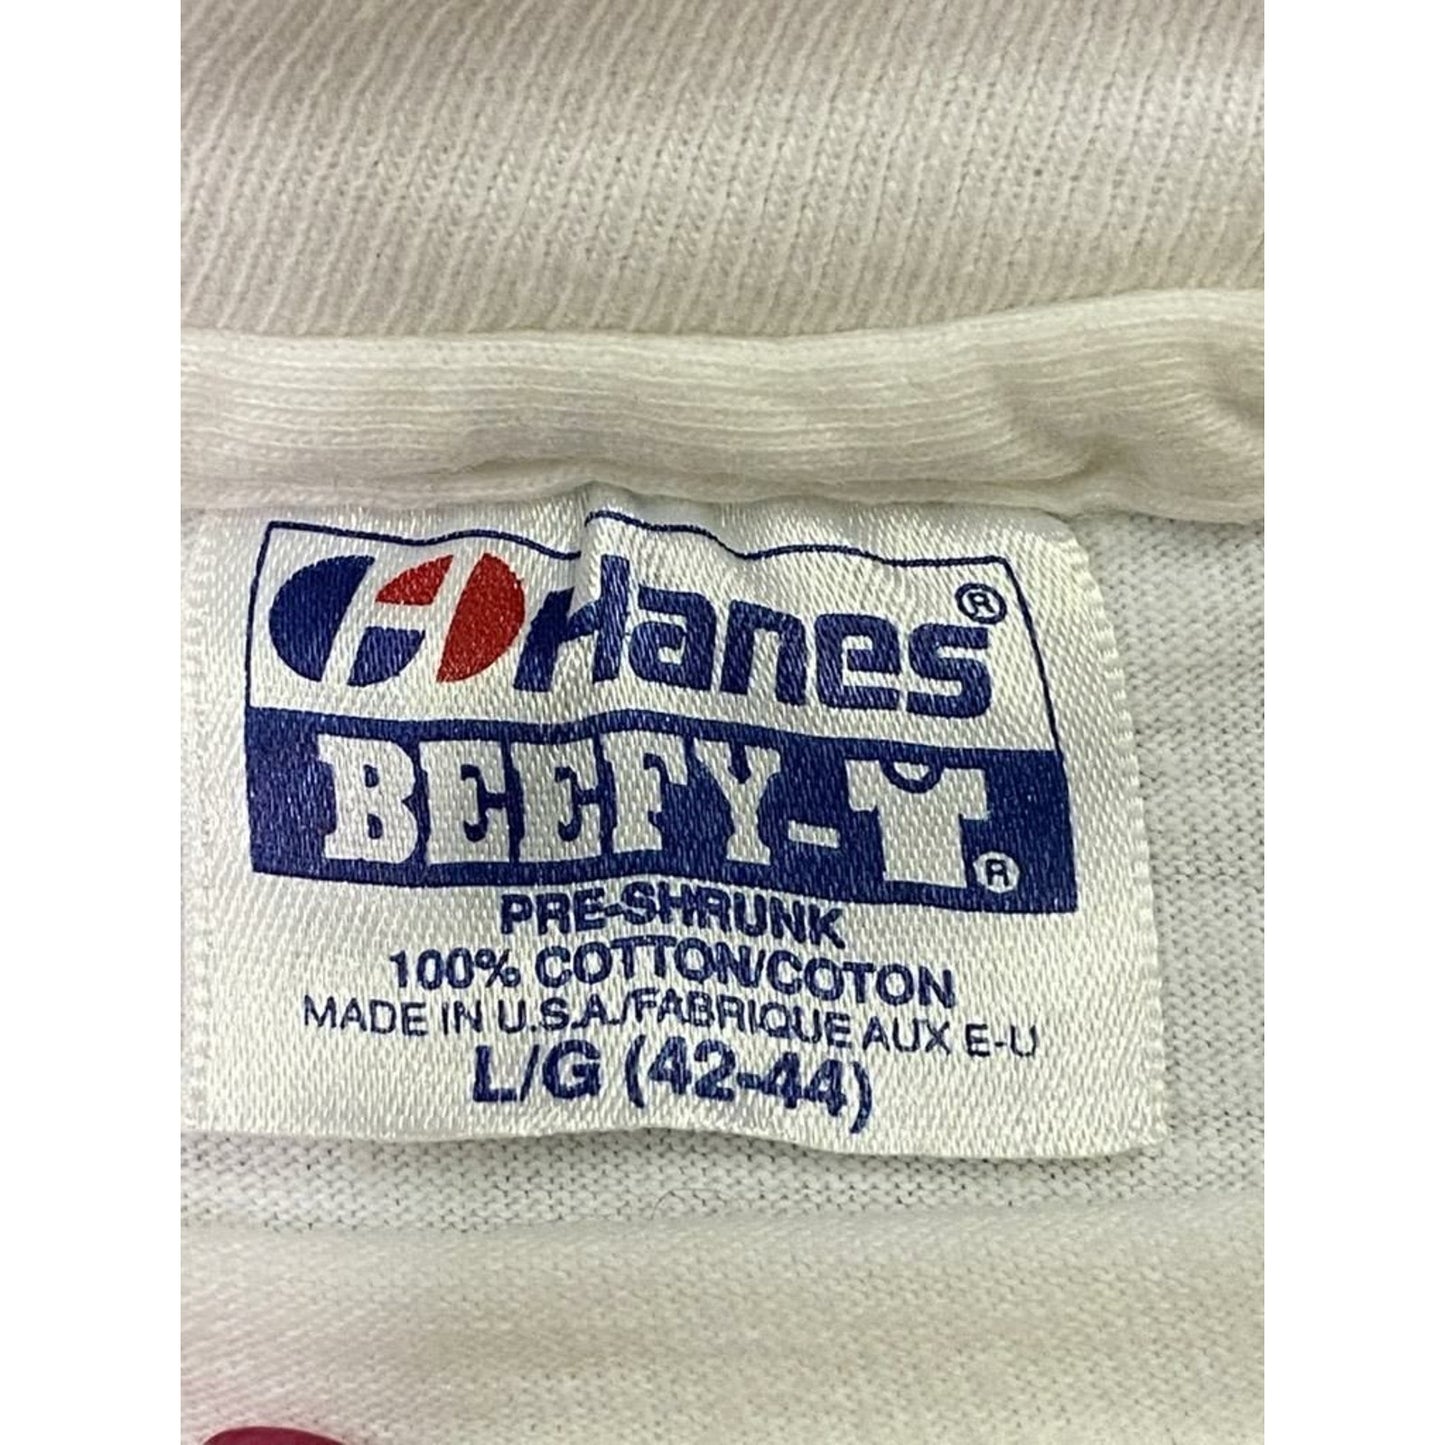 Hanes®
BEEFY-T®
PRE-SHRUNK
100% COTTON/COTON
MADE IN U.S.A./FABRIQUE AUX E-U
L/G (42-44)